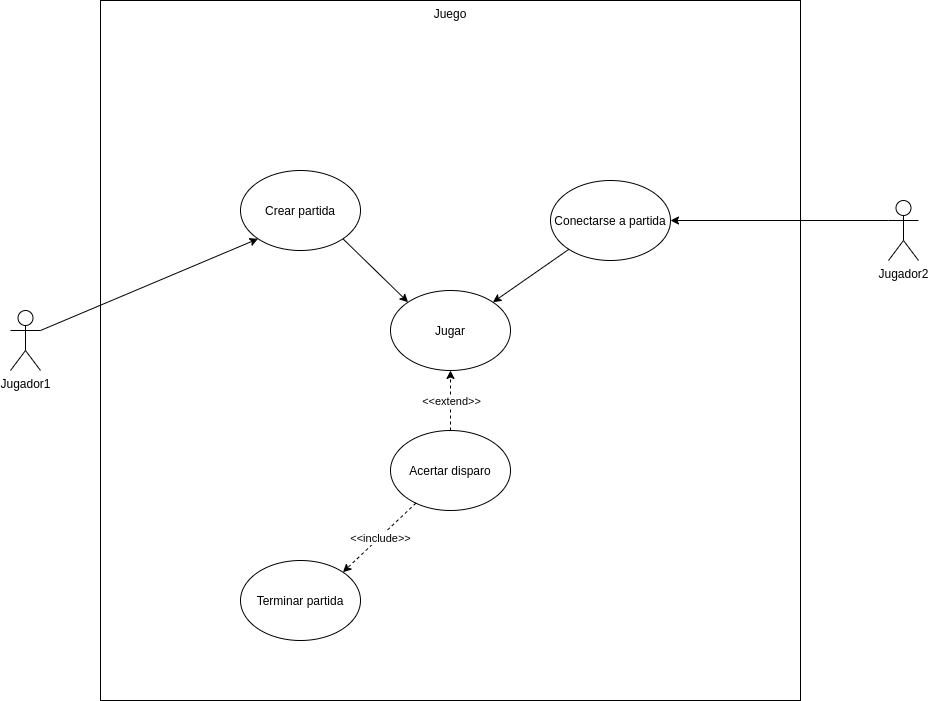 Juego
Crear partida
Conectarse a partida
Jugador2
Jugar
Jugador1
<<extend>>
Acertar disparo
<<include>>
Terminar partida